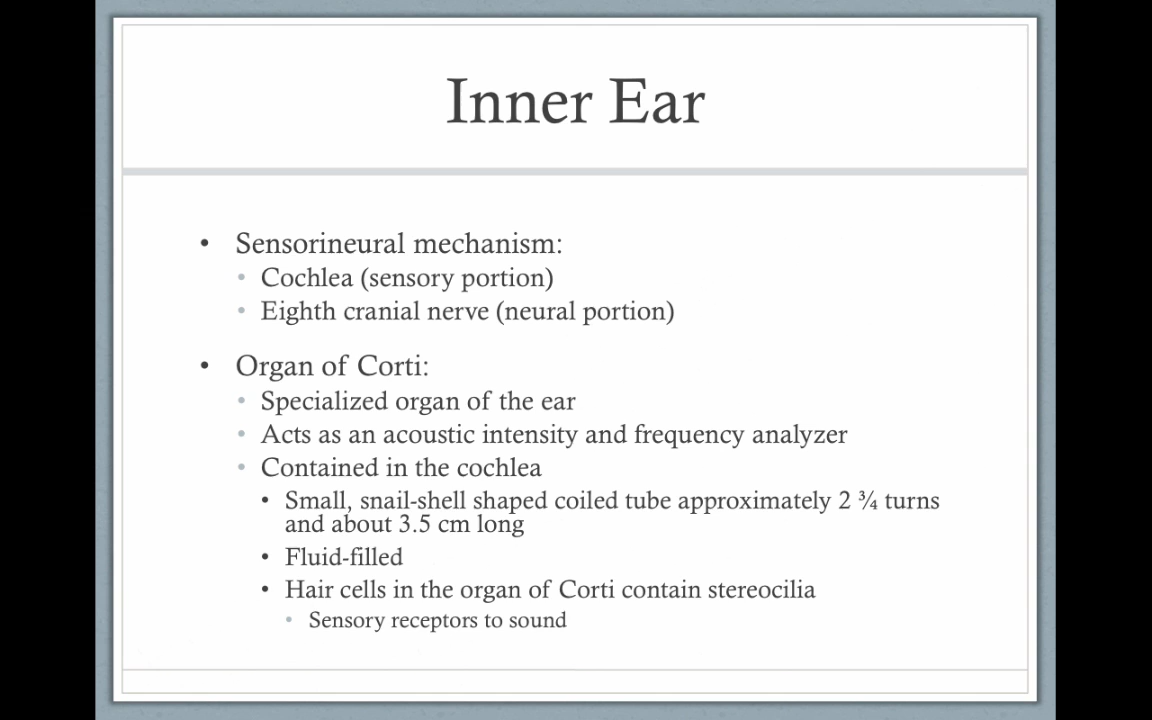 Inner Ear
• Sensorineural mechanism:
• Cochlea (sensory portion)
• Eighth cranial nerve (neural portion)
• Organ of Corti:
• Specialized organ of the ear
• Acts as an acoustic intensity and frequency analyzer
• Contained in the cochlea
• Small, snail-shell shaped coiled tube approximately 2 ¾ turns
and about 3.5 cm long
• Fluid-filled
• Hair cells in the organ of Corti contain stereocilia
• Sensory receptors to sound